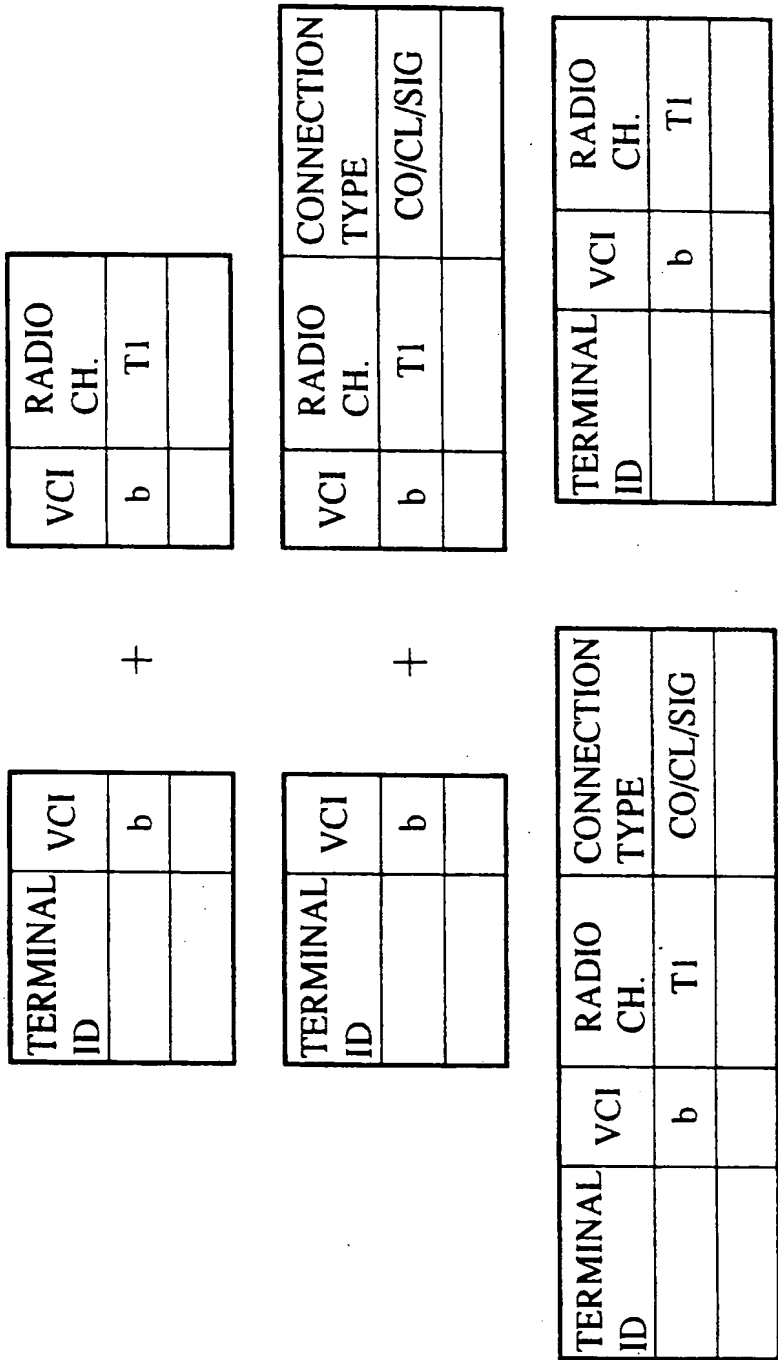 TERMINAL ID VCI
b
+
VCI RADIO CH.
b T1
TERMINAL ID VCI
b
+
VCI RADIO CH. CONNECTION TYPE
b T1 CO/CL/SIG
TERMINAL ID VCI RADIO CH. CONNECTION TYPE
b T1 CO/CL/SIG
TERMINAL ID VCI RADIO CH.
b T1